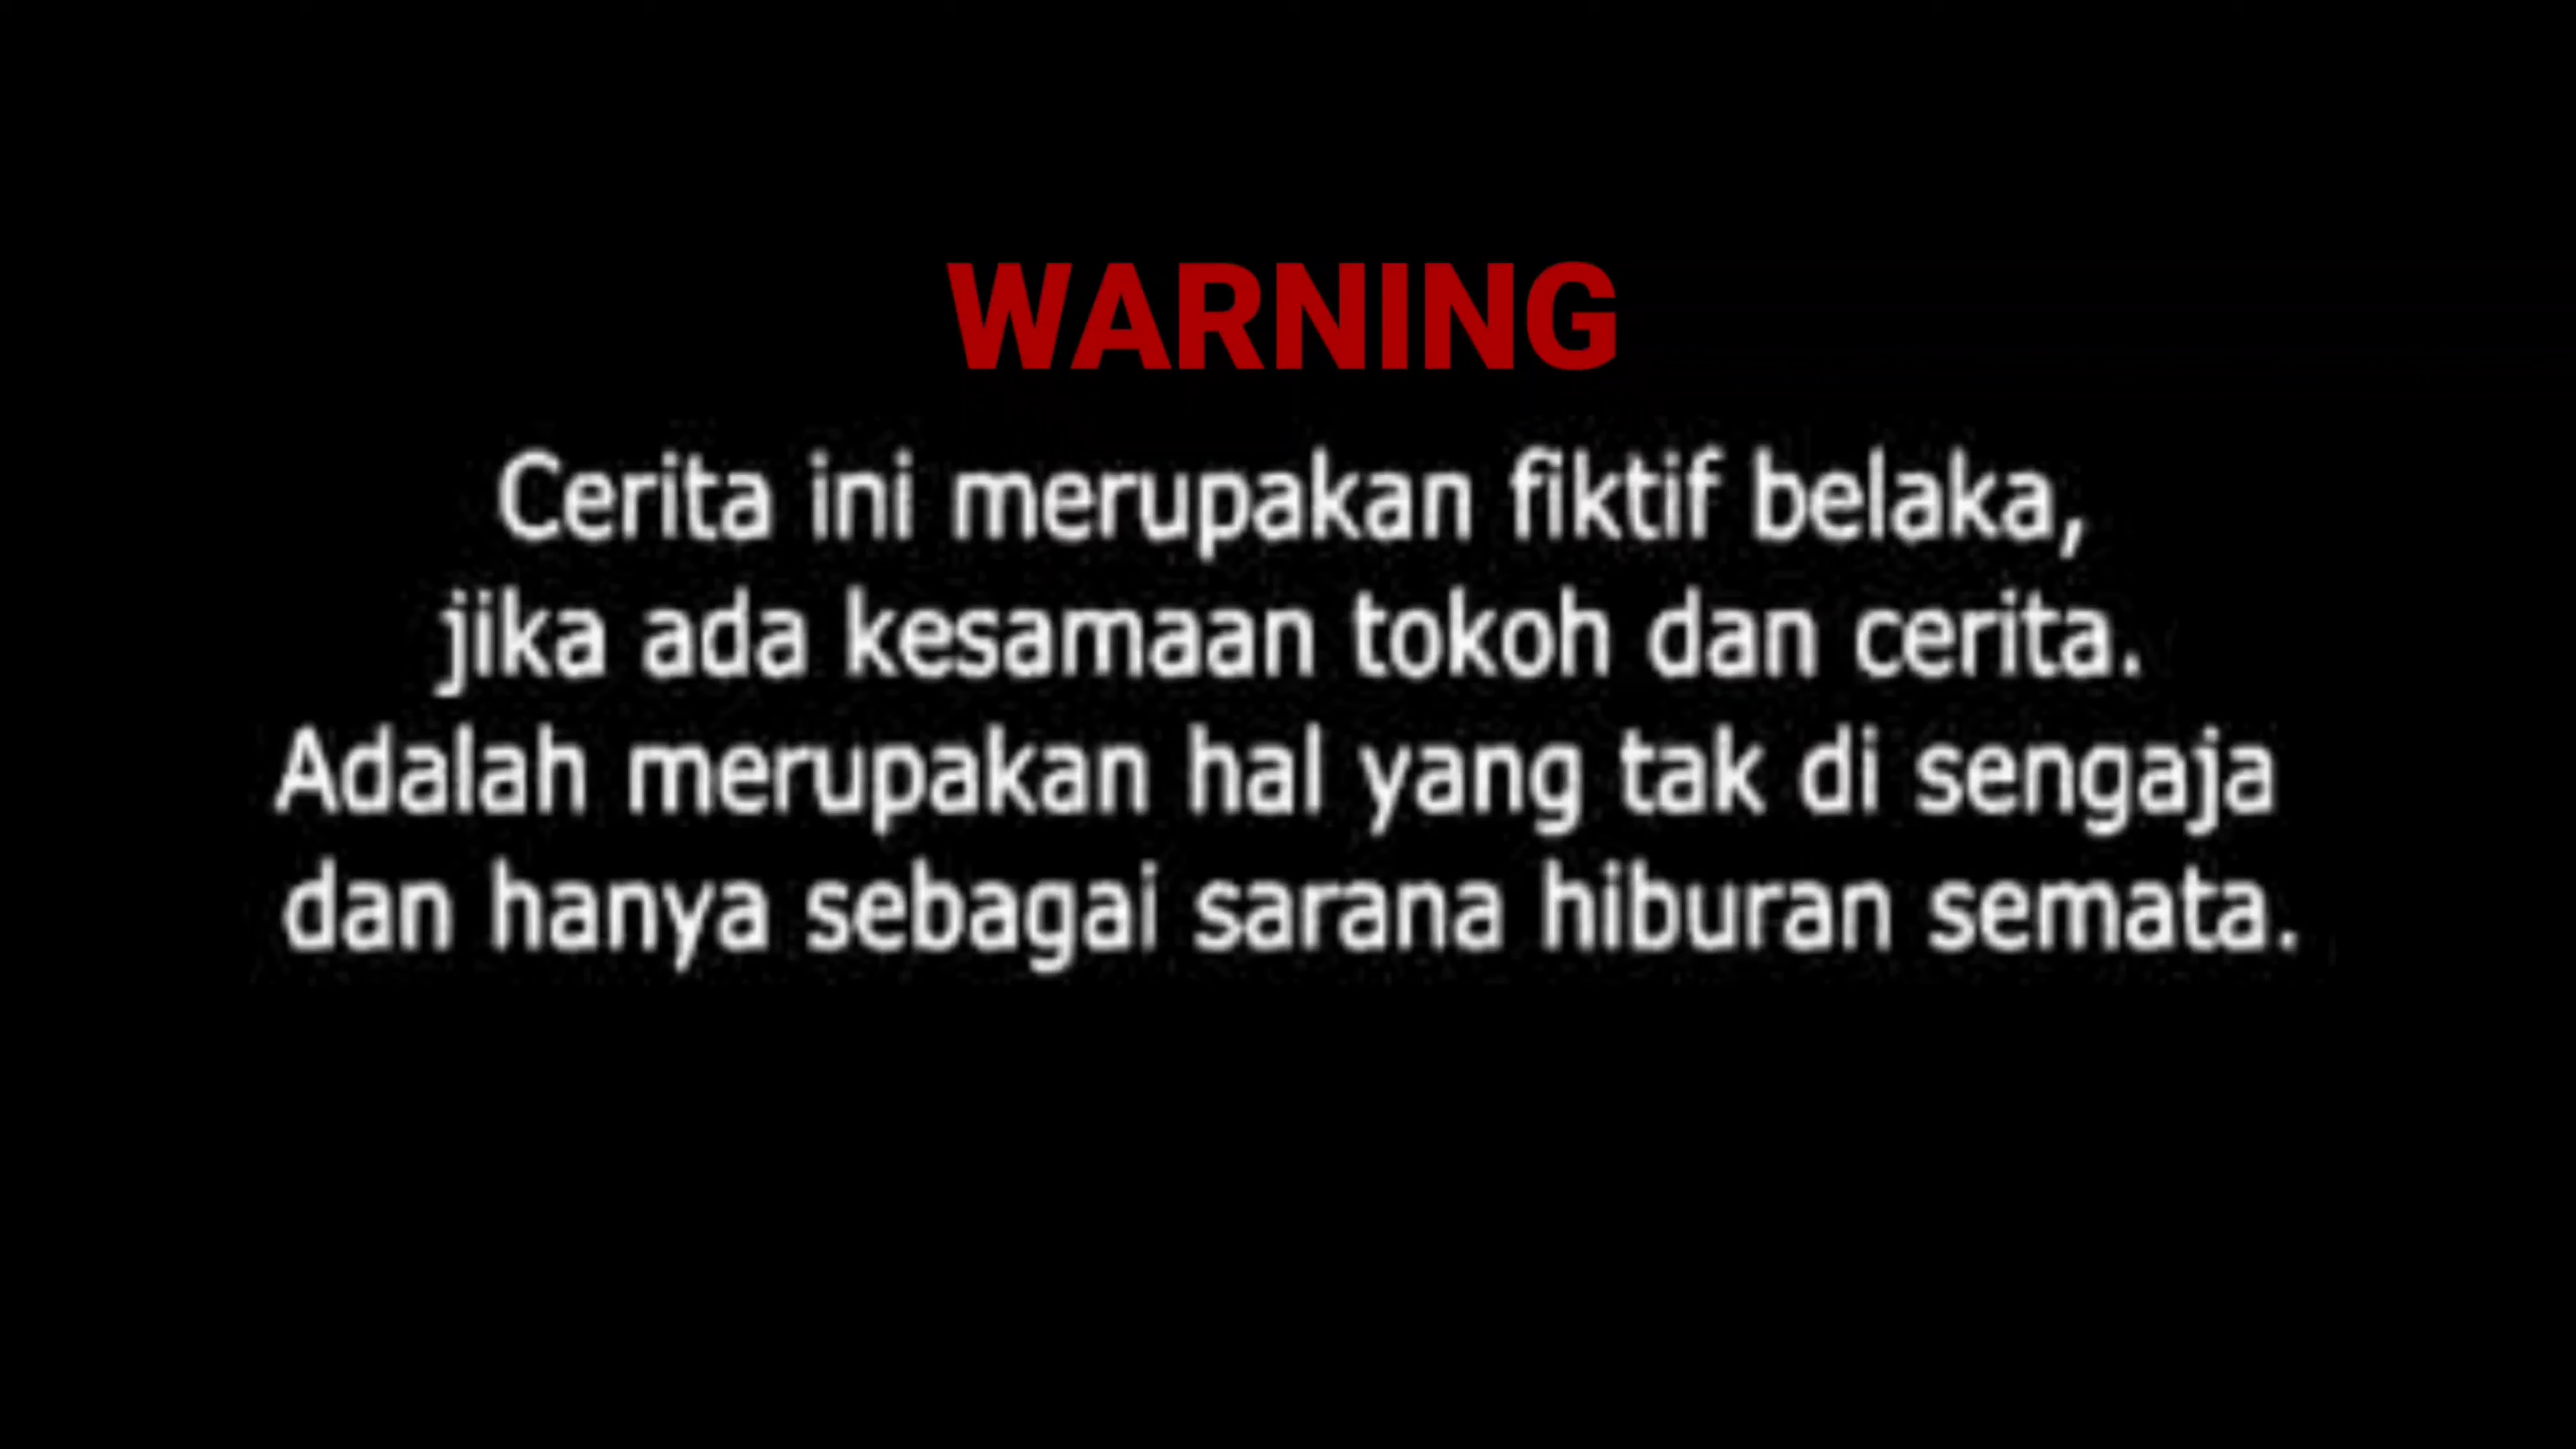 WARNING
Cerita ini merupakan fiktif belaka,
jika ada kesamaan tokoh dan cerita.
Adalah merupakan hal yang tak di sengaja
dan hanya sebagai sarana hiburan semata.